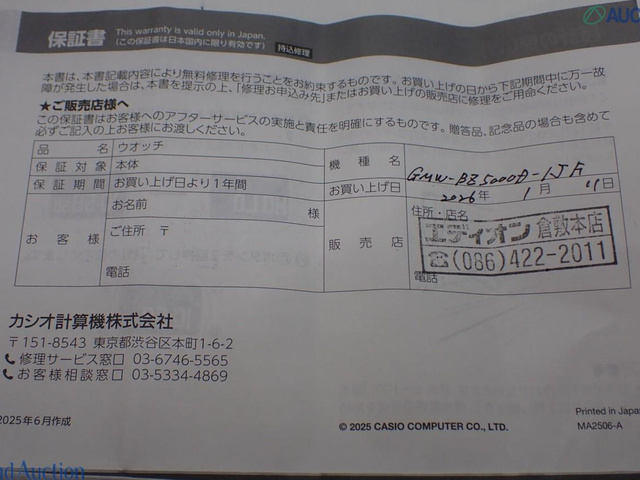 保証書
This warranty is valid only in Japan.
(この保証書は日本国内に限り有効です)
持込修理
AUC
本書は、本書記載内容により無料修理を行うことをお約束するものです。お買い上げの日から下記期間中に万一故
障が発生した場合は、本書を提示の上、「修理お申込み先」またはお買い上げの販売店に修理をご用命ください。
★ご販売店様へ
この保証書はお客様へのアフターサービスの実施と責任を明確にするものです。贈答品、記念品の場合も含めて
必ずご記入の上お客様にお渡しください。
品名 ウオッチ
保証対象 本体
機種名 GMW-BZ5000D-1JF
保証期間 お買い上げ日より1年間
お買い上げ日 2026年 1月 11日
お客様
お名前 様
ご住所 〒
電話
販売店
住所・店名
エディオン 倉敷本店
☎(086)422-2011
電話
カシオ計算機株式会社
〒151-8543 東京都渋谷区本町1-6-2
修理サービス窓口 03-6746-5565
お客様相談窓口 03-5334-4869
2025年6月作成
© 2025 CASIO COMPUTER CO., LTD.
Printed in Japan
MA2506-A
nd Auction